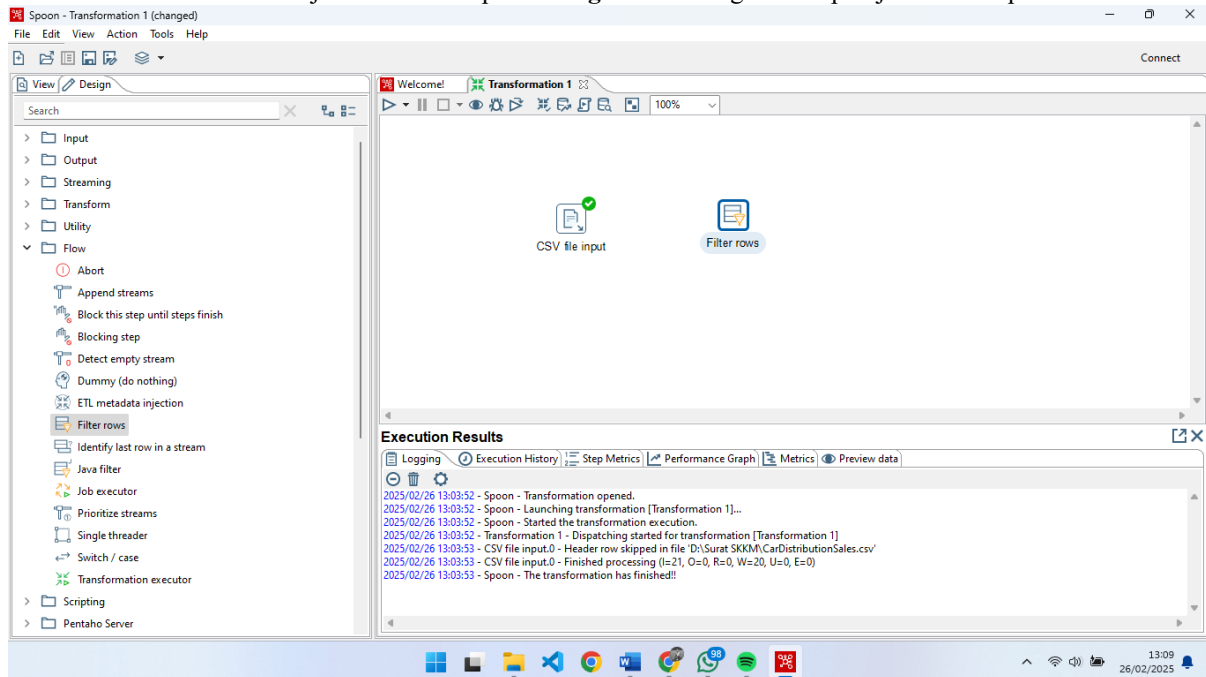 Spoon - Transformation 1 (changed)
File Edit View Action Tools Help
Connect
View Design
Search
Input
Output
Streaming
Transform
Utility
Flow
Abort
Append streams
Block this step until steps finish
Blocking step
Detect empty stream
Dummy (do nothing)
ETL metadata injection
Filter rows
Identify last row in a stream
Java filter
Job executor
Prioritize streams
Single threader
Switch / case
Transformation executor
Scripting
Pentaho Server
Welcome! Transformation 1
100%
CSV file input
Filter rows
Execution Results
Logging Execution History Step Metrics Performance Graph Metrics Preview data
2025/02/26 13:03:52 - Spoon - Transformation opened.
2025/02/26 13:03:52 - Spoon - Launching transformation [Transformation 1]...
2025/02/26 13:03:52 - Spoon - Started the transformation execution.
2025/02/26 13:03:52 - Transformation 1 - Dispatching started for transformation [Transformation 1]
2025/02/26 13:03:53 - CSV file input.0 - Header row skipped in file 'D:\Surat SKKM\CarDistributionSales.csv'
2025/02/26 13:03:53 - CSV file input.0 - Finished processing (I=21, O=0, R=0, W=20, U=0, E=0)
2025/02/26 13:03:53 - Spoon - The transformation has finished!!
98
13:09
26/02/2025